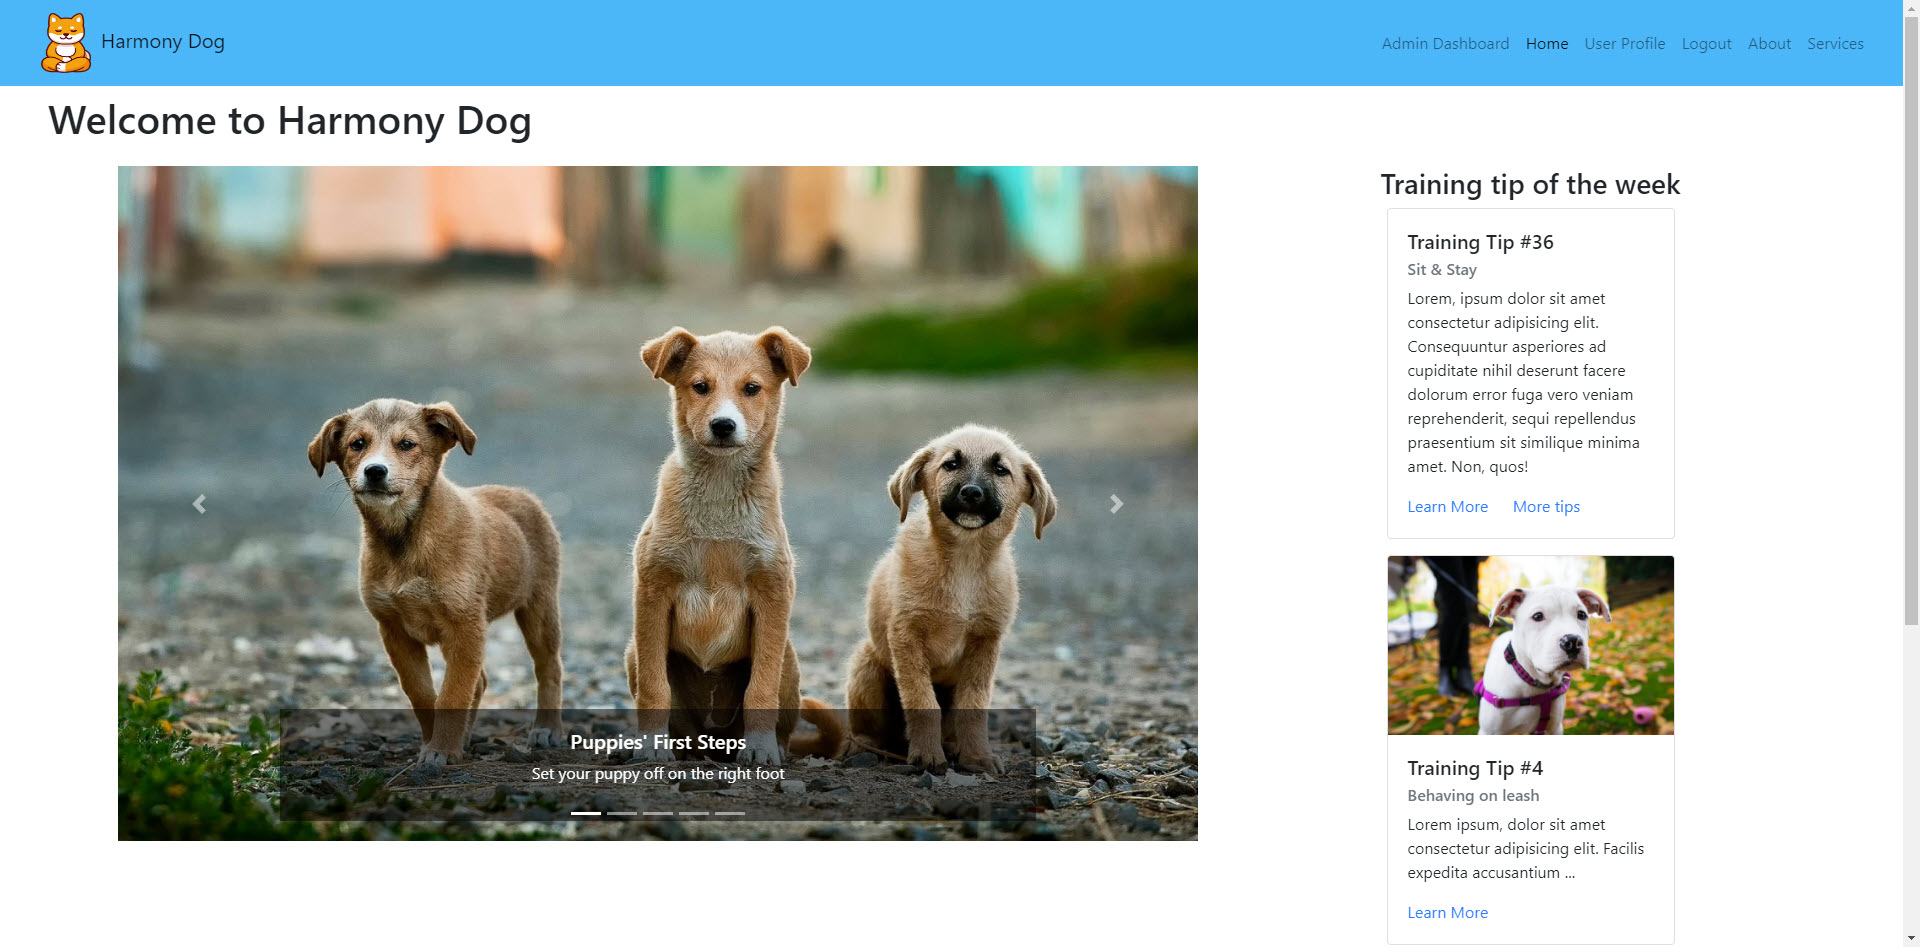 Harmony Dog
Admin Dashboard Home User Profile Logout About Services
Welcome to Harmony Dog
Puppies' First Steps
Set your puppy off on the right foot
Training tip of the week
Training Tip #36
Sit & Stay
Lorem, ipsum dolor sit amet
consectetur adipisicing elit.
Consequuntur asperiores ad
cupiditate nihil deserunt facere
dolorum error fuga vero veniam
reprehenderit, sequi repellendus
praesentium sit similique minima
amet. Non, quos!
Learn More More tips
Training Tip #4
Behaving on leash
Lorem ipsum, dolor sit amet
consectetur adipisicing elit. Facilis
expedita accusantium ...
Learn More